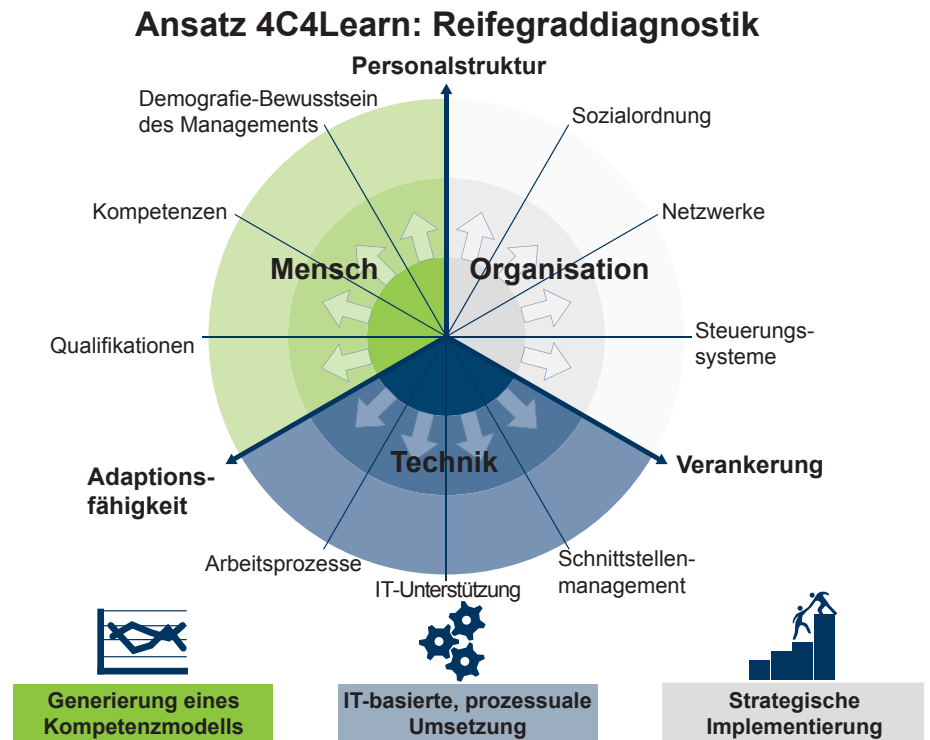 Ansatz 4C4Learn: Reifegraddiagnostik
Personalstruktur
Demografie-Bewusstsein
des Managements
Sozialordnung
Kompetenzen
Netzwerke
Mensch
Organisation
Qualifikationen
Steuerungs-
systeme
Technik
Adaptions-
fähigkeit
Verankerung
Arbeitsprozesse
IT-Unterstützung
Schnittstellen-
management
Generierung eines
Kompetenzmodells
IT-basierte, prozessuale
Umsetzung
Strategische
Implementierung